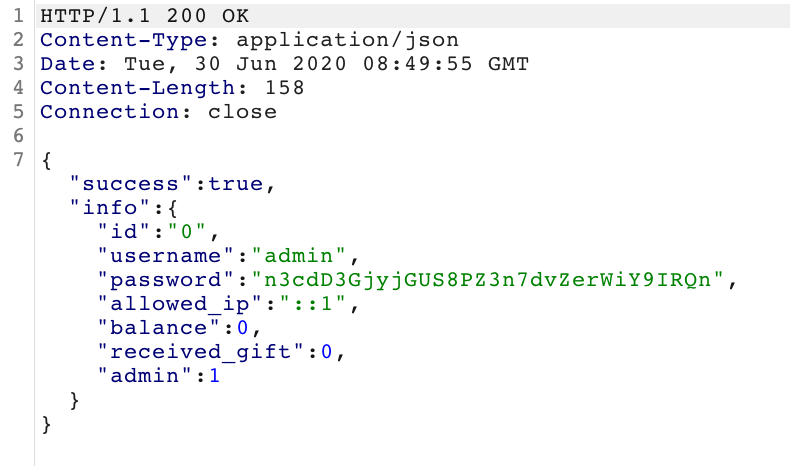 1 HTTP/1.1 200 OK
2 Content-Type: application/json
3 Date: Tue, 30 Jun 2020 08:49:55 GMT
4 Content-Length: 158
5 Connection: close
6
7 {
"success":true,
"info":{
"id":"0",
"username":"admin",
"password":"n3cdD3GjyjGUS8PZ3n7dvZerWiY9IRQn",
"allowed_ip":"::1",
"balance":0,
"received_gift":0,
"admin":1
}
}